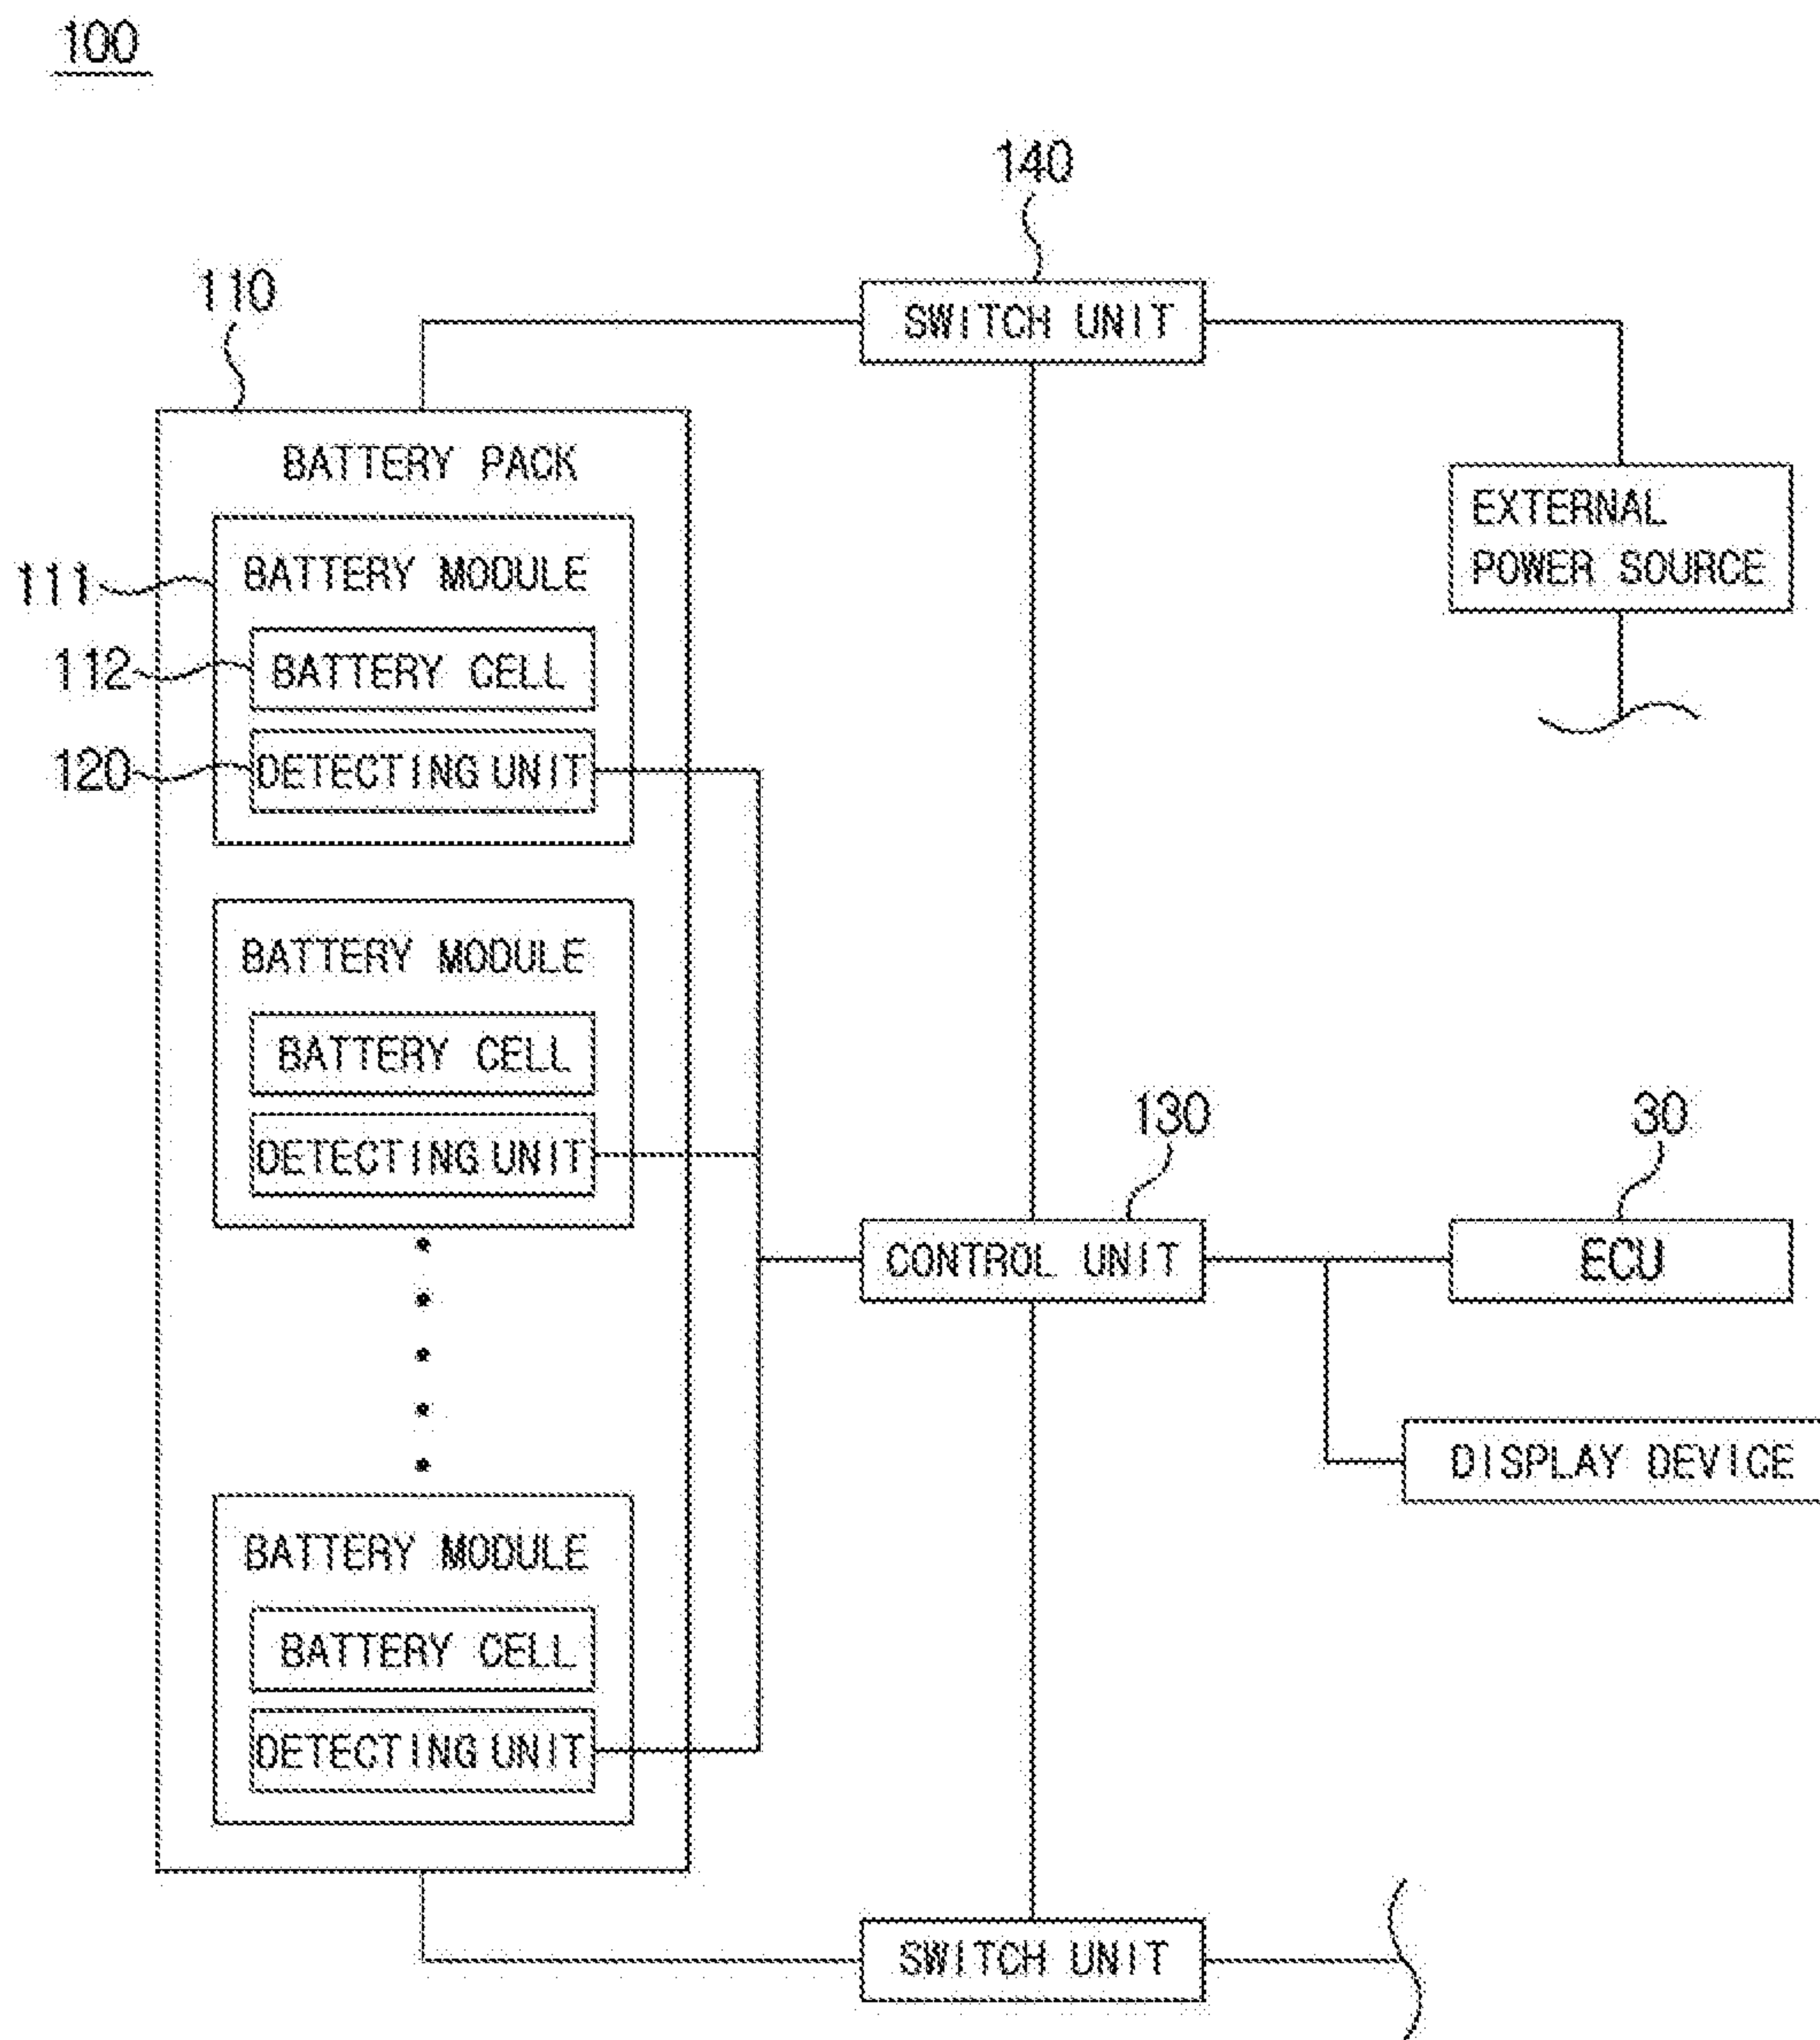 100
140
110
SWITCH UNIT
BATTERY PACK
EXTERNAL
POWER SOURCE
111
BATTERY MODULE
112
BATTERY CELL
120
DETECTING UNIT
BATTERY MODULE
BATTERY CELL
DETECTING UNIT
130
30
CONTROL UNIT
ECU
DISPLAY DEVICE
BATTERY MODULE
BATTERY CELL
DETECTING UNIT
SWITCH UNIT